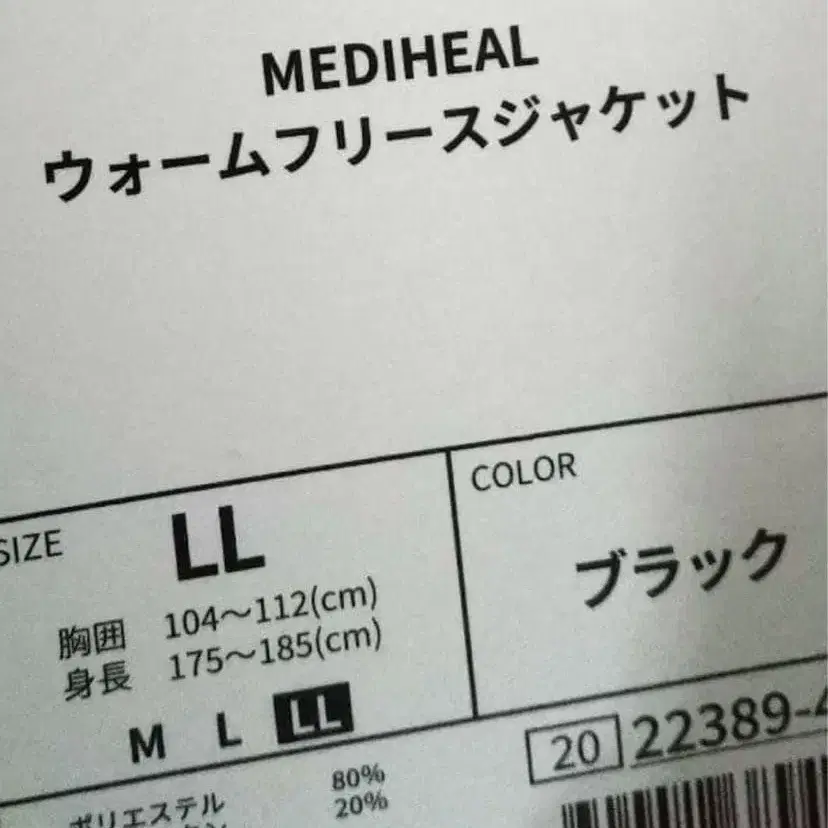 MEDIHEAL
ウォームフリースジャケット
SIZE LL
胸囲 104～112(cm)
身長 175～185(cm)
M L LL
COLOR
ブラック
20 22389-4
ポリエステル 80%
20%